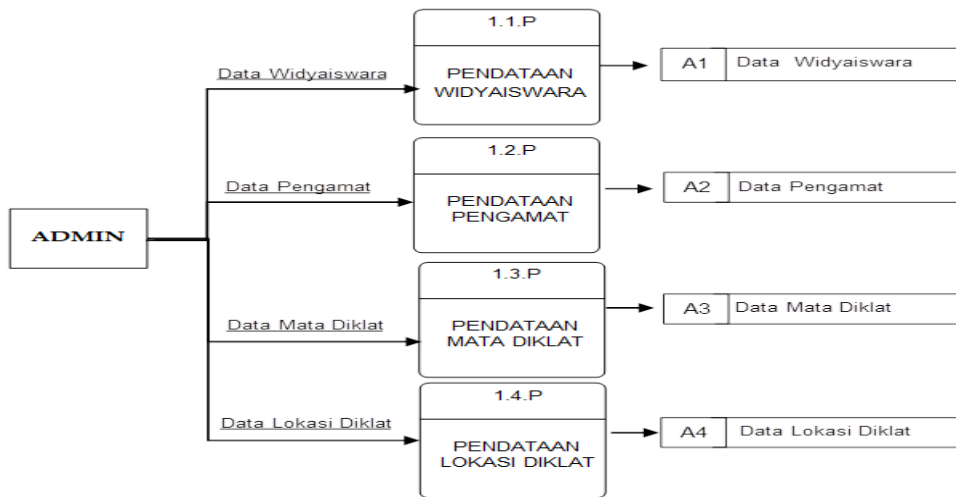 1.1.P
Data Widyaiswara
PENDATAAN
WIDYAISWARA
A1 Data Widyaiswara
1.2.P
Data Pengamat
PENDATAAN
PENGAMAT
A2 Data Pengamat
ADMIN
1.3.P
Data Mata Diklat
PENDATAAN
MATA DIKLAT
A3 Data Mata Diklat
1.4.P
Data Lokasi Diklat
PENDATAAN
LOKASI DIKLAT
A4 Data Lokasi Diklat